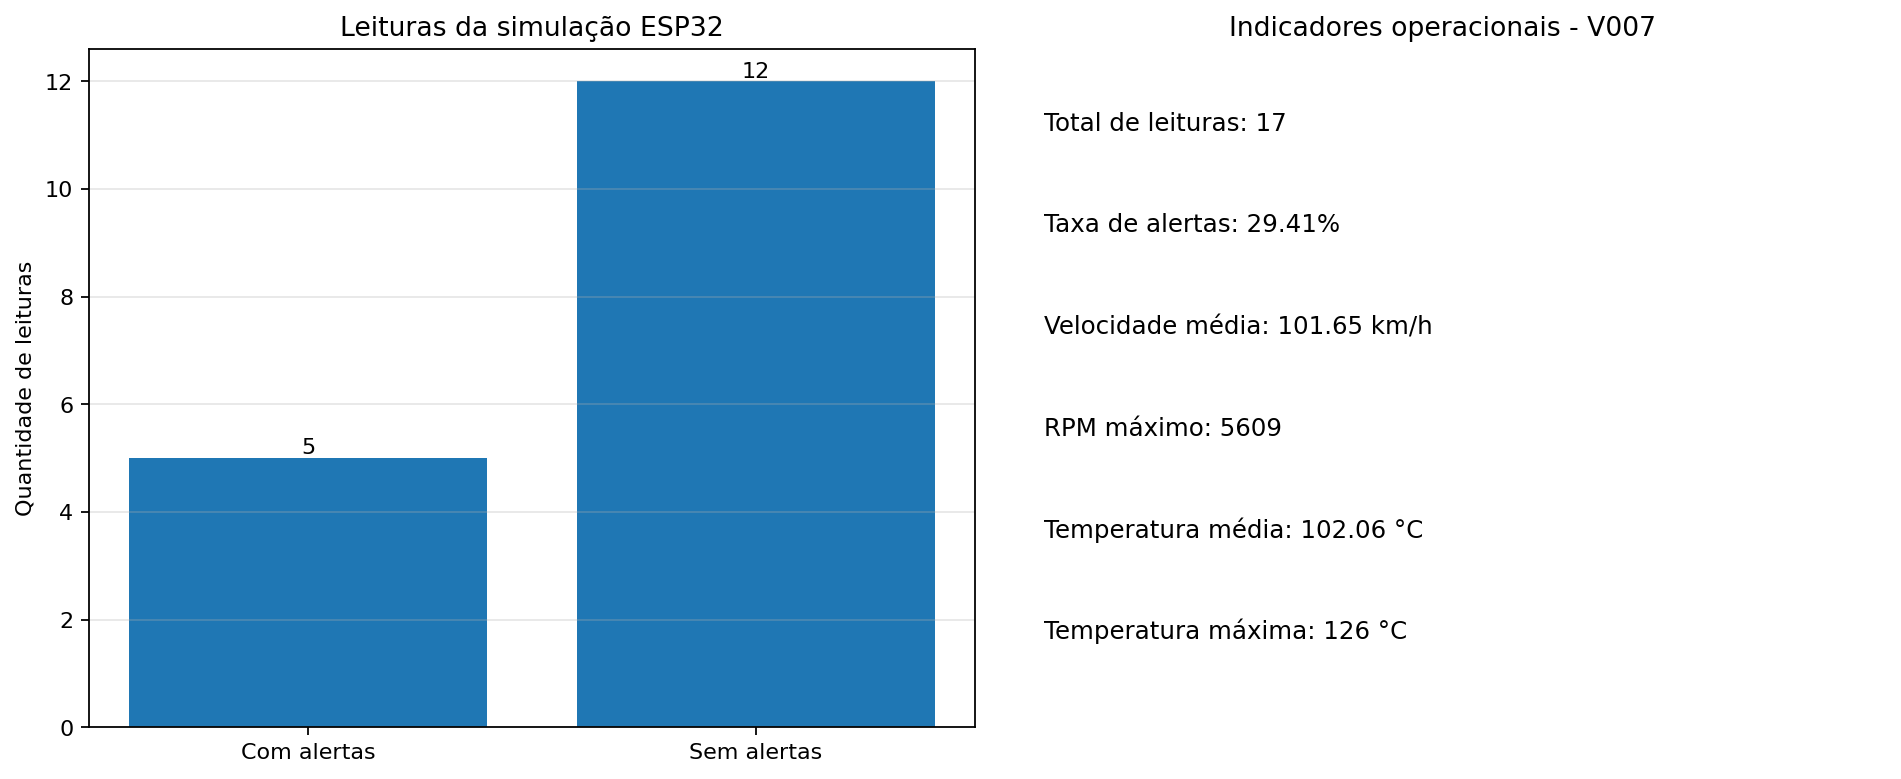 Leituras da simulação ESP32
12
5
Quantidade de leituras
12
10
8
6
4
2
0
Com alertas
Sem alertas
Indicadores operacionais - V007
Total de leituras: 17
Taxa de alertas: 29.41%
Velocidade média: 101.65 km/h
RPM máximo: 5609
Temperatura média: 102.06 °C
Temperatura máxima: 126 °C